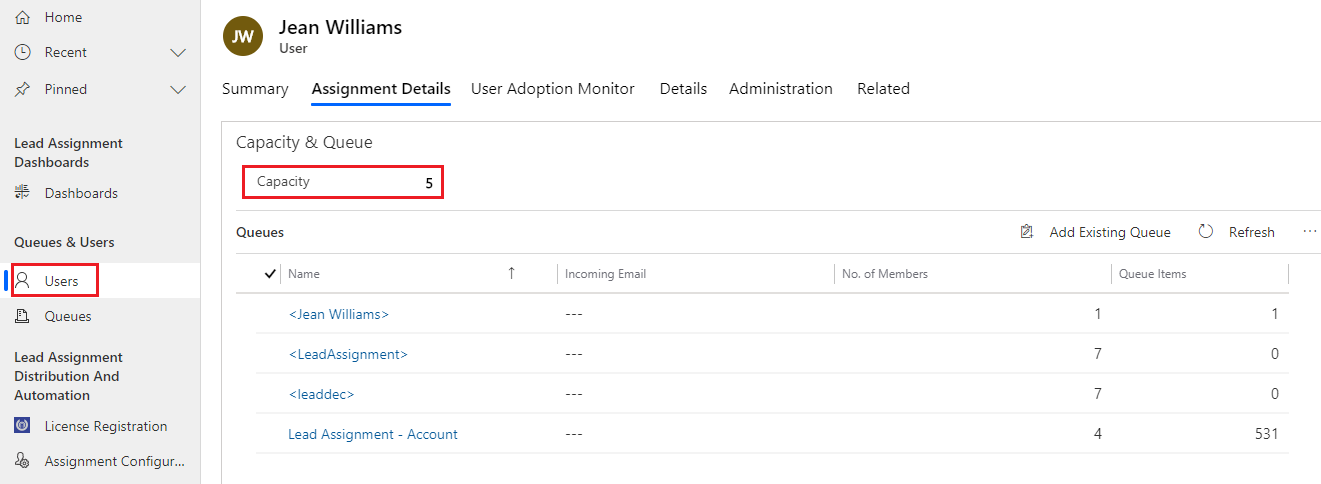 Home
Recent
Pinned
Lead Assignment
Dashboards
Dashboards
Queues & Users
Users
Queues
Lead Assignment
Distribution And
Automation
License Registration
Assignment Configur...
JW
Jean Williams
User
Summary Assignment Details User Adoption Monitor Details Administration Related
Capacity & Queue
Capacity 5
Queues Add Existing Queue Refresh ...
Name ↑ Incoming Email No. of Members Queue Items
<Jean Williams> --- 1 1
<LeadAssignment> --- 7 0
<leaddec> --- 7 0
Lead Assignment - Account --- 4 531